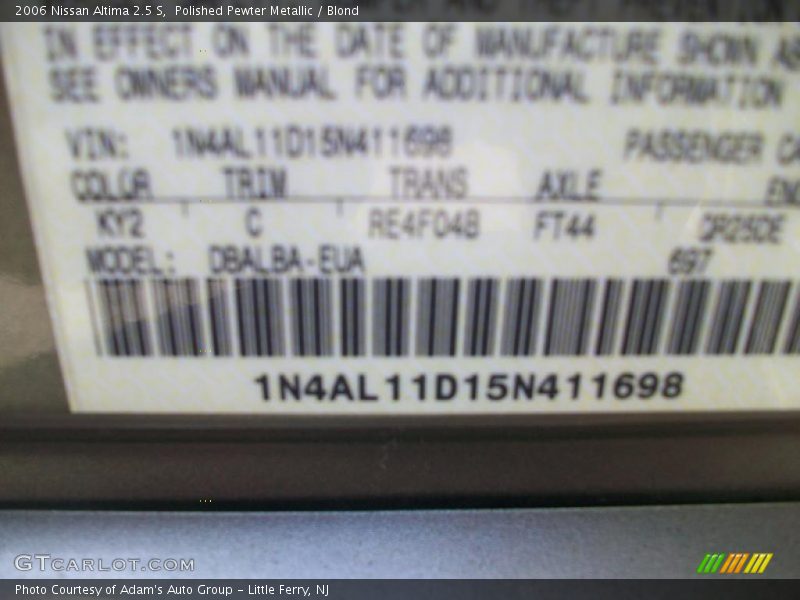 2006 Nissan Altima 2.5 S, Polished Pewter Metallic / Blond
IN EFFECT ON THE DATE OF MANUFACTURE SHOWN
SEE OWNERS MANUAL FOR ADDITIONAL INFORMATION
VIN: 1N4AL11D15N411698 PASSENGER
COLOR TRIM TRANS AXLE
KY2 C RE4F04B FT44 QR25DE
MODEL: DBALBA-EUA 697
1N4AL11D15N411698
GTCARLOT.COM
Photo Courtesy of Adam's Auto Group - Little Ferry, NJ